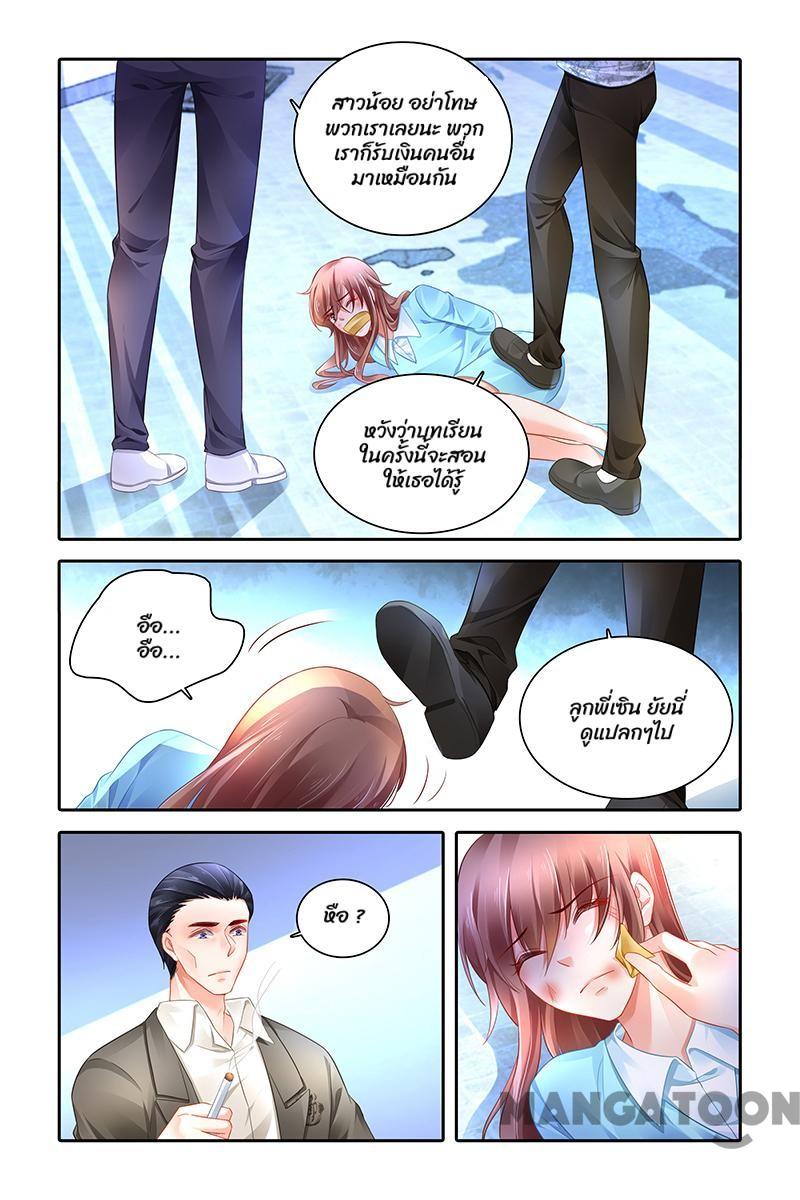 สาวน้อย อย่าโทษ
พวกเราเลยนะ พวก
เราก็รับเงินคนอื่น
มาเหมือนกัน
หวังว่าบทเรียน
ในครั้งนี้จะสอน
ให้เธอได้รู้
อือ...
อือ...
ลูกพี่เซิน ยัยนี่
ดูแปลกๆไป
หือ ?
MANGATOON